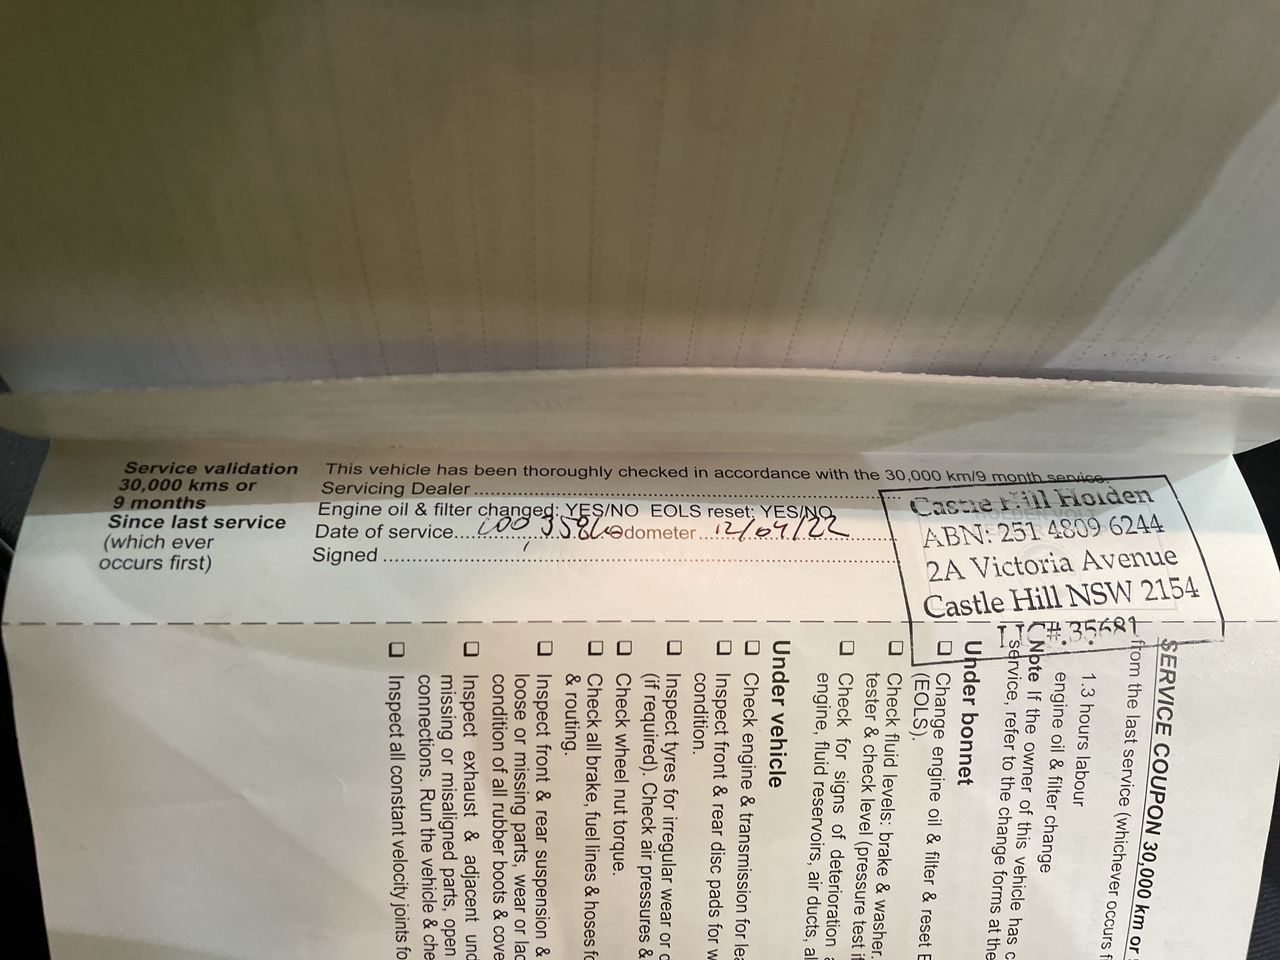 Service validation
30,000 kms or
9 months
Since last service
(which ever
occurs first)
This vehicle has been thoroughly checked in accordance with the 30,000 km/9 month service.
Servicing Dealer
Engine oil & filter changed: YES/NO EOLS reset: YES/NO
Date of service Odometer 12/04/22
Signed
Castle Hill Holden
ABN: 251 4809 6244
2A Victoria Avenue
Castle Hill NSW 2154
LIC#: 35681
SERVICE COUPON 30,000 km or
from the last service (whichever occurs f
1.3 hours labour
engine oil & filter change
Note If the owner of this vehicle has c
service, refer to the change forms at the
Under bonnet
☐ Change engine oil & filter & reset E
(EOLS).
☐ Check fluid levels: brake & washer.
tester & check level (pressure test if
☐ Check for signs of deterioration
engine, fluid reservoirs, air ducts, al
Under vehicle
☐ Check engine & transmission for lea
☐ Inspect front & rear disc pads for w
condition.
☐ Inspect tyres for irregular wear or d
(if required). Check air pressures &
☐ Check wheel nut torque.
☐ Check all brake, fuel lines & hoses fo
& routing.
☐ Inspect front & rear suspension &
loose or missing parts, wear or lac
condition of all rubber boots & cove
☐ Inspect exhaust & adjacent und
missing or misaligned parts, open
connections. Run the vehicle & che
☐ Inspect all constant velocity joints fo